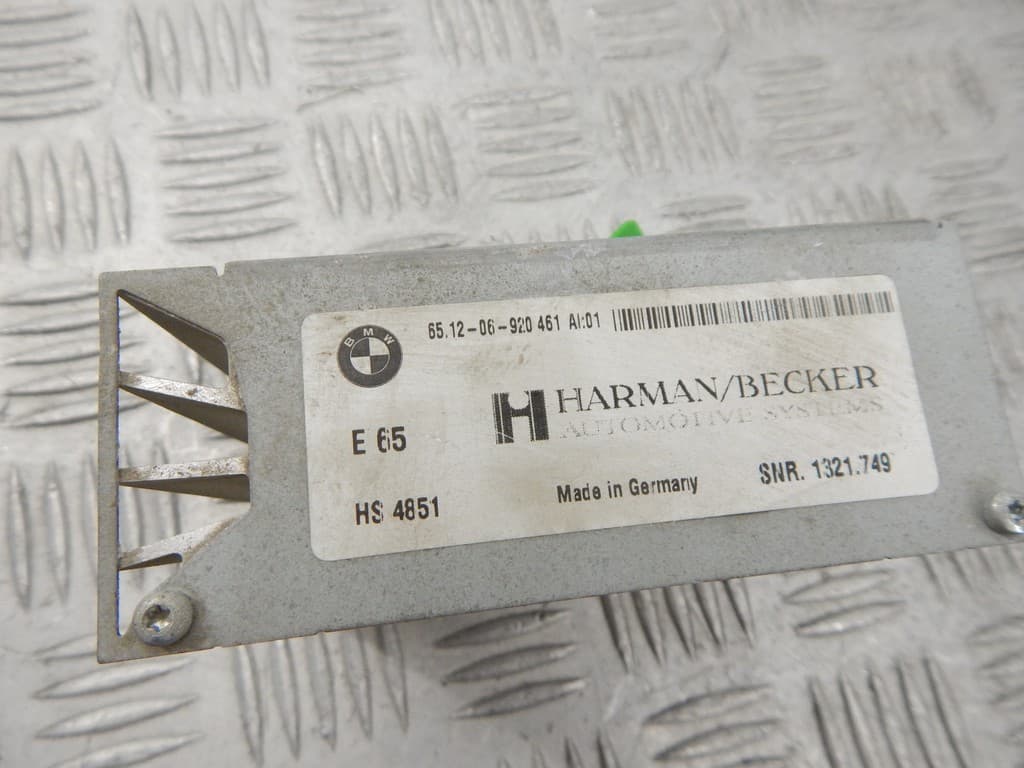 BMW
65.12-06-920 461 AI:01
HARMAN/BECKER
AUTOMOTIVE SYSTEMS
E 65
HS 4851
Made in Germany
SNR. 1321.749